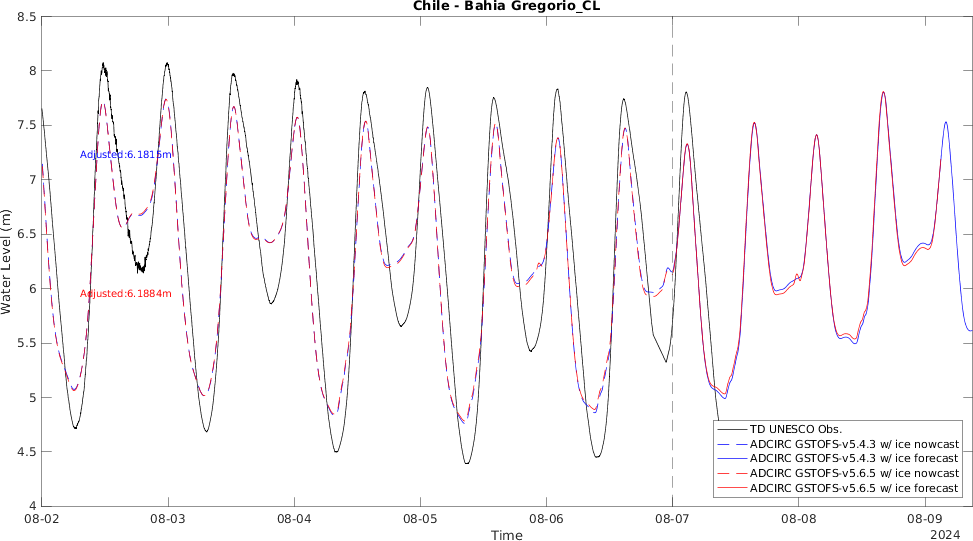 Chile - Bahia Gregorio_CL
8.5
8
7.5
7
6.5
6
5.5
5
4.5
4
Water Level (m)
Adjusted:6.1815m
Adjusted:6.1884m
TD UNESCO Obs.
ADCIRC GSTOFS-v5.4.3 w/ ice nowcast
ADCIRC GSTOFS-v5.4.3 w/ ice forecast
ADCIRC GSTOFS-v5.6.5 w/ ice nowcast
ADCIRC GSTOFS-v5.6.5 w/ ice forecast
08-02 08-03 08-04 08-05 08-06 08-07 08-08 08-09
Time
2024